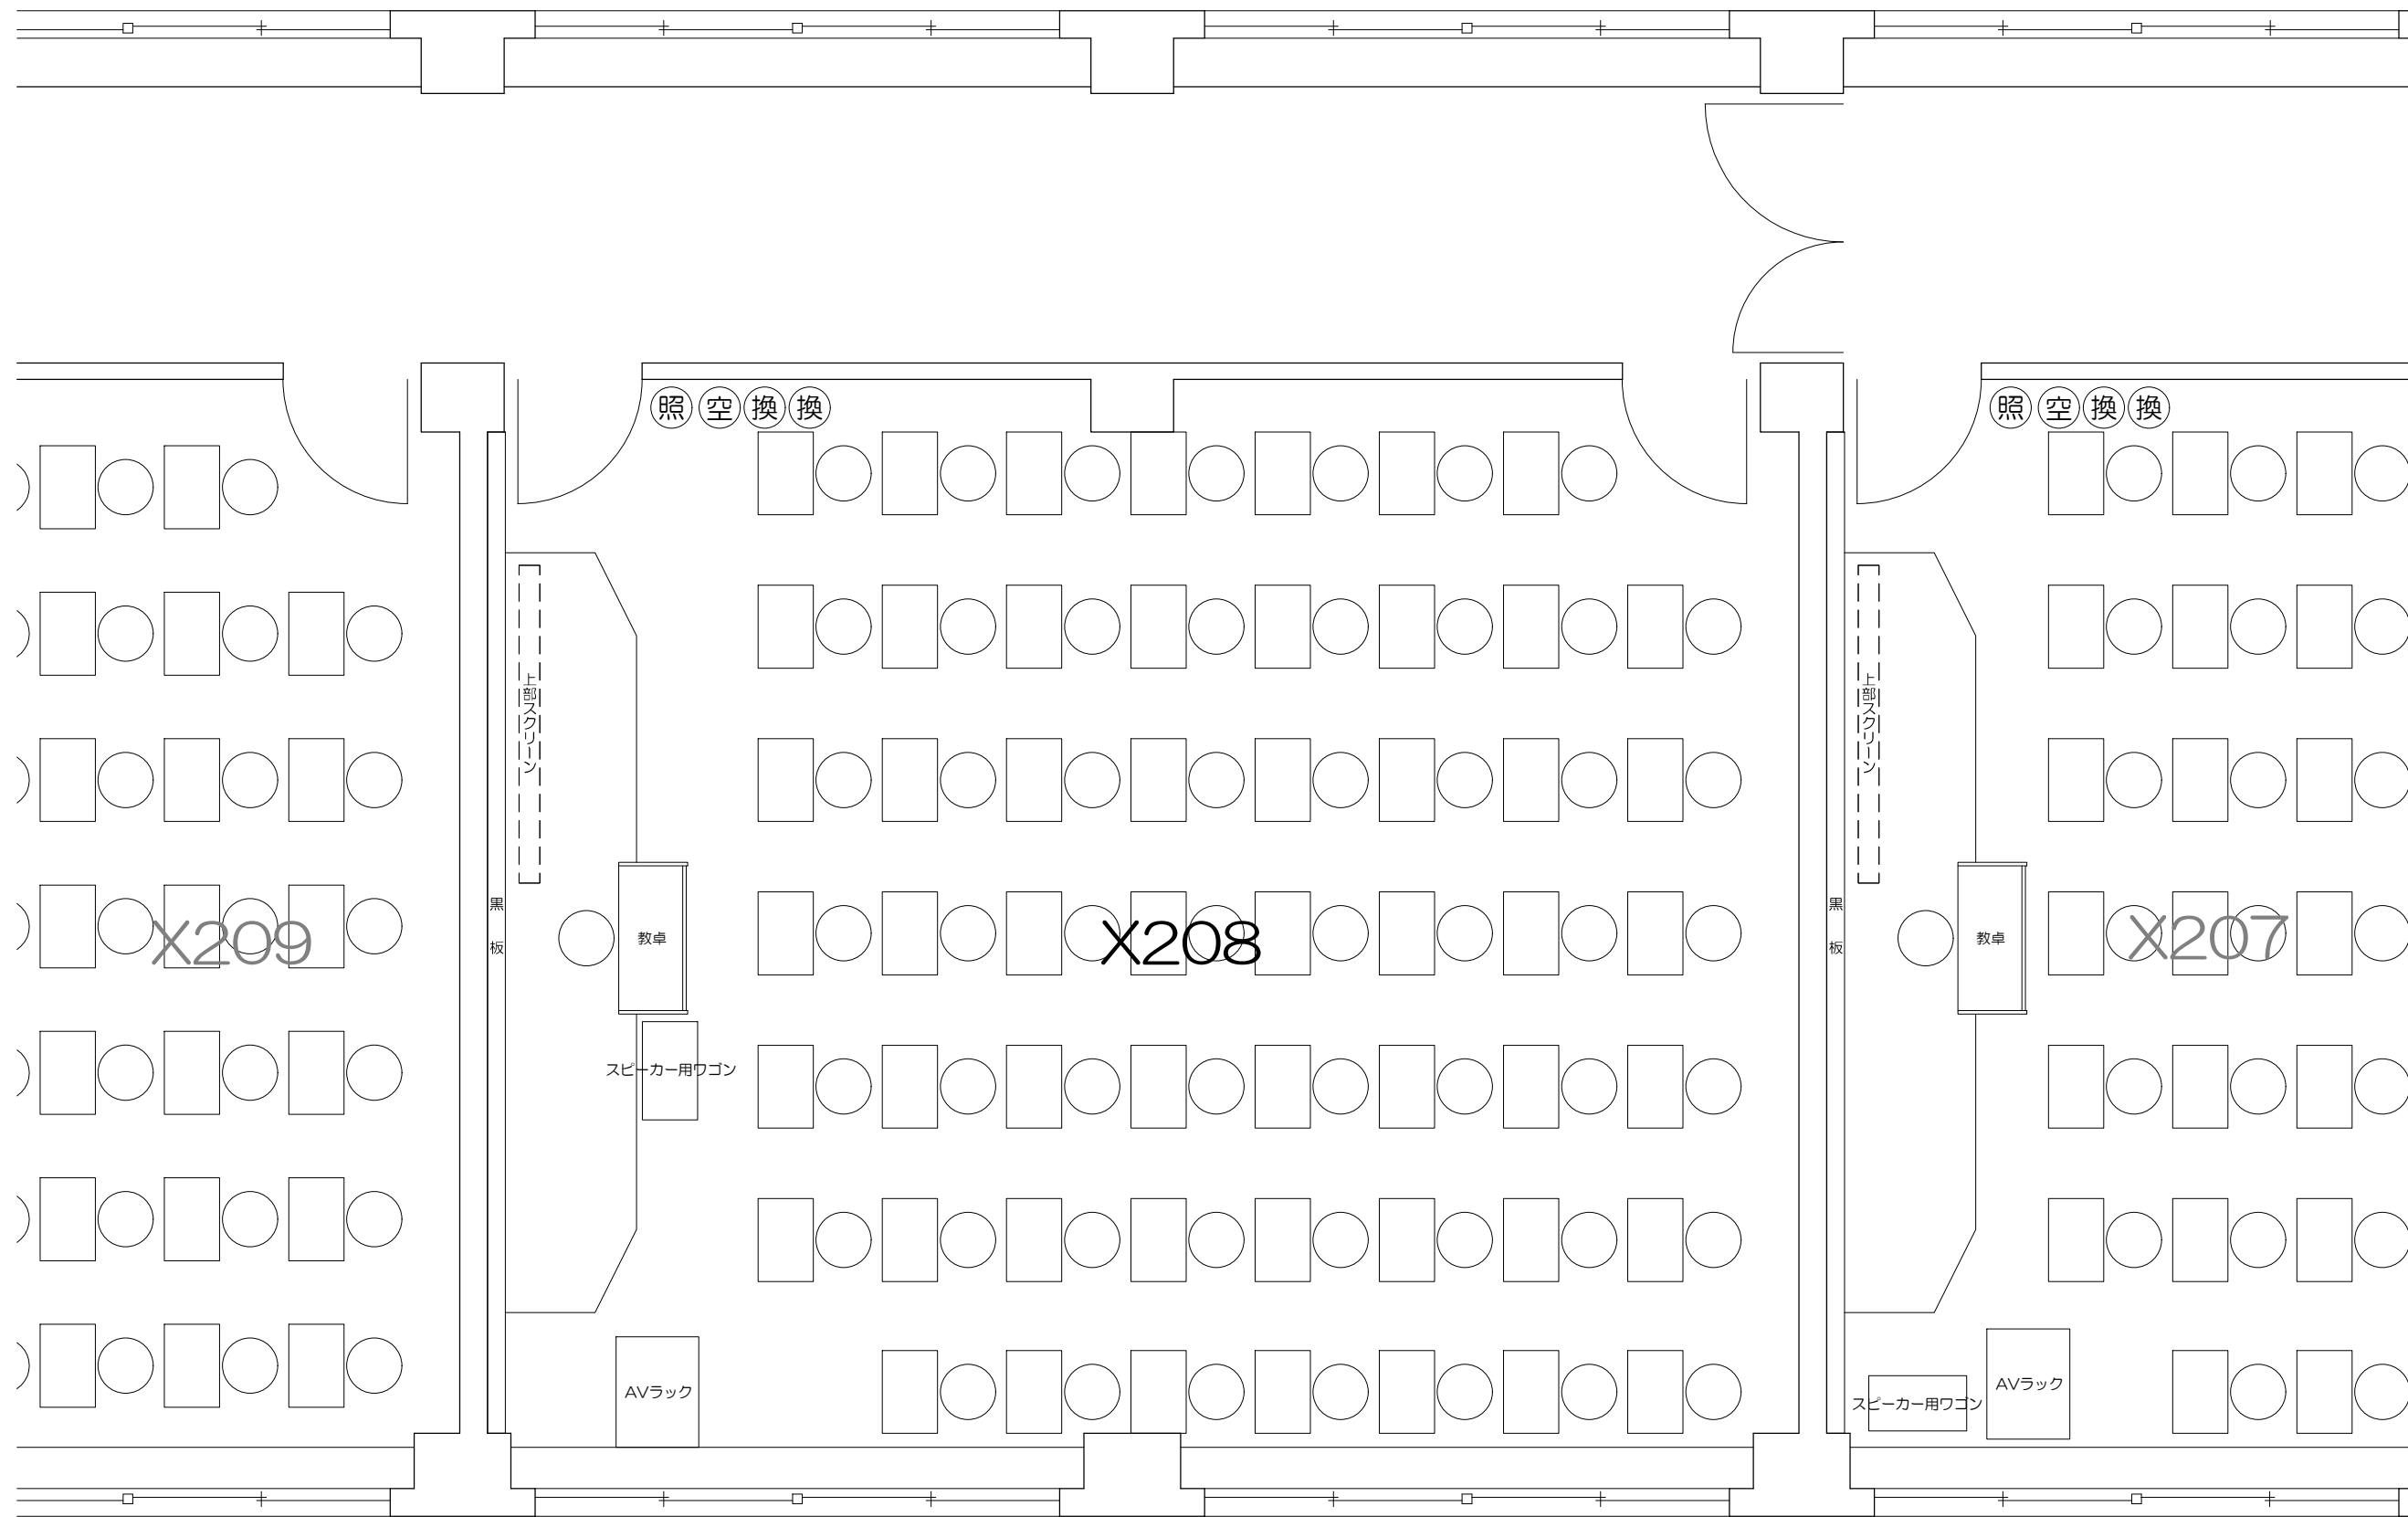 照 空 換 換
照 空 換 換
上部スクリーン
上部スクリーン
黒板
黒板
X209
教卓
X208
教卓
X207
スピーカー用ワゴン
AVラック
AVラック
スピーカー用ワゴン